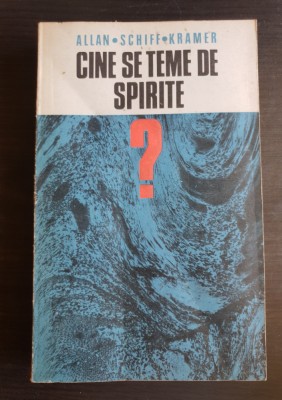 ALLAN • SCHIFF • KRAMER
CINE SE TEME DE
SPIRITE
?